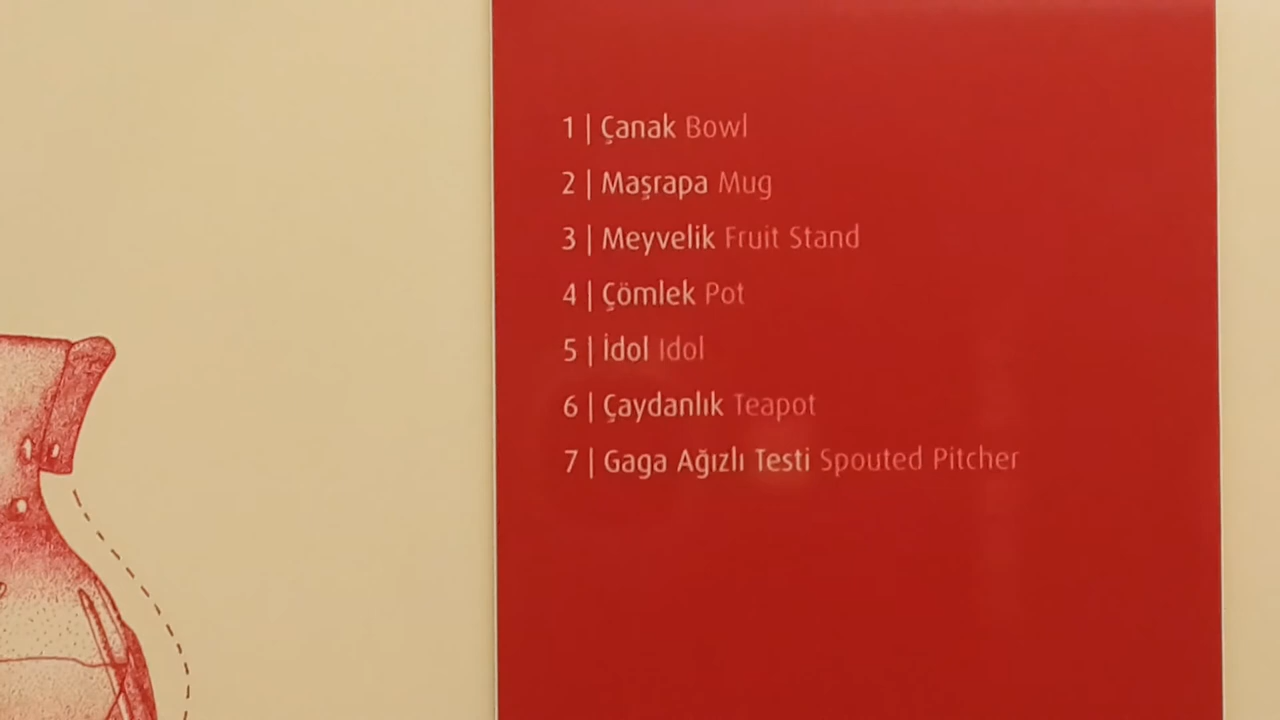 1 | Çanak Bowl
2 | Maşrapa Mug
3 | Meyvelik Fruit Stand
4 | Çömlek Pot
5 | İdol Idol
6 | Çaydanlık Teapot
7 | Gaga Ağızlı Testi Spouted Pitcher